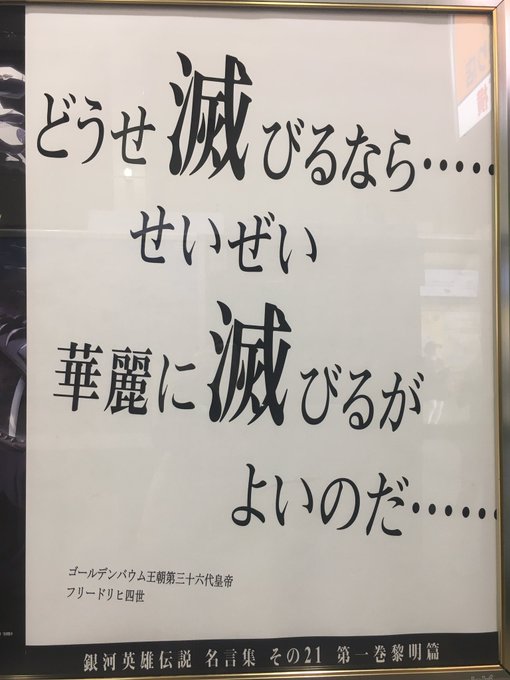 どうせ滅びるなら……
せいぜい
華麗に滅びるが
よいのだ……
ゴールデンバウム王朝第三十六代皇帝
フリードリヒ四世
銀河英雄伝説 名言集 その21 第一巻黎明篇